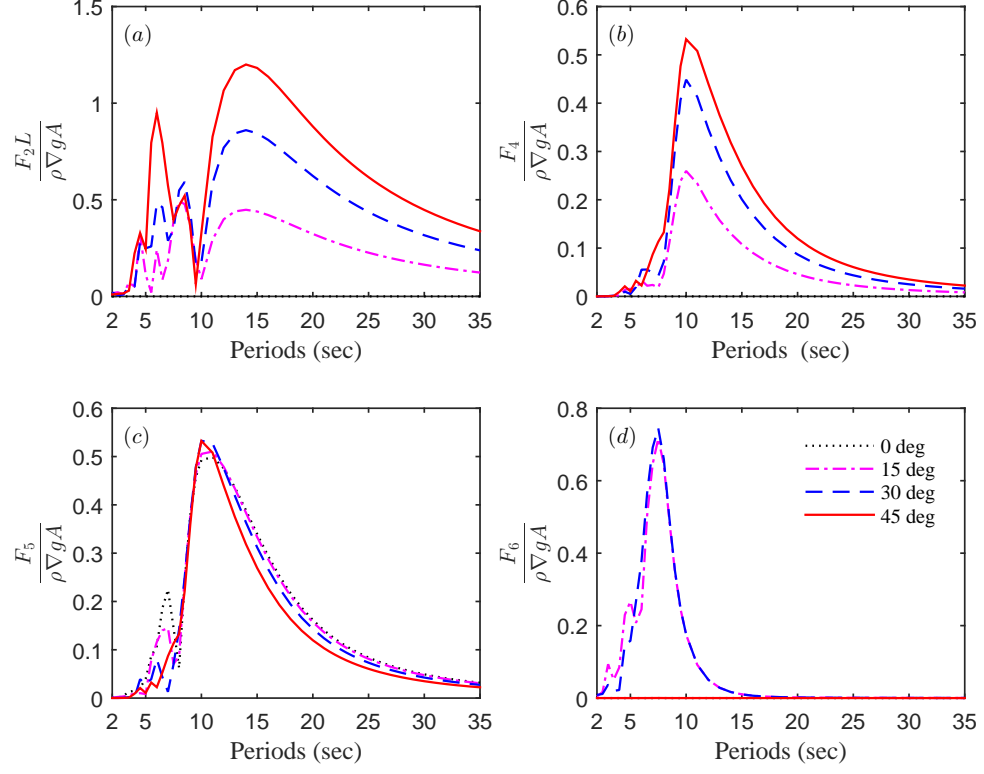 (a)
1.5
1
0.5
0
2 5 10 15 20 25 30 35
Periods (sec)
F₂L
ρ∇gA
(b)
0.6
0.5
0.4
0.3
0.2
0.1
0
2 5 10 15 20 25 30 35
Periods (sec)
F₄
ρ∇gA
(c)
0.6
0.5
0.4
0.3
0.2
0.1
0
2 5 10 15 20 25 30 35
Periods (sec)
F₅
ρ∇gA
(d)
0.8
0.6
0.4
0.2
0
2 5 10 15 20 25 30 35
Periods (sec)
F₆
ρ∇gA
0 deg
15 deg
30 deg
45 deg